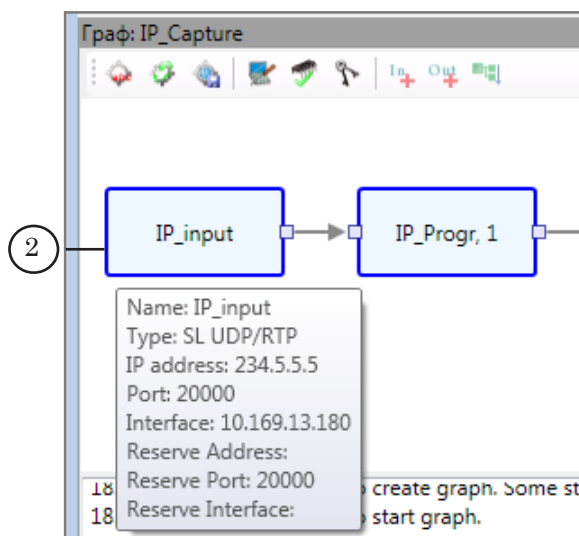 Граф: IP_Capture
In Out
2
IP_input
IP_Progr, 1
Name: IP_input
Type: SL UDP/RTP
IP address: 234.5.5.5
Port: 20000
Interface: 10.169.13.180
Reserve Address:
Reserve Port: 20000
Reserve Interface:
18 create graph. Some st
18 start graph.